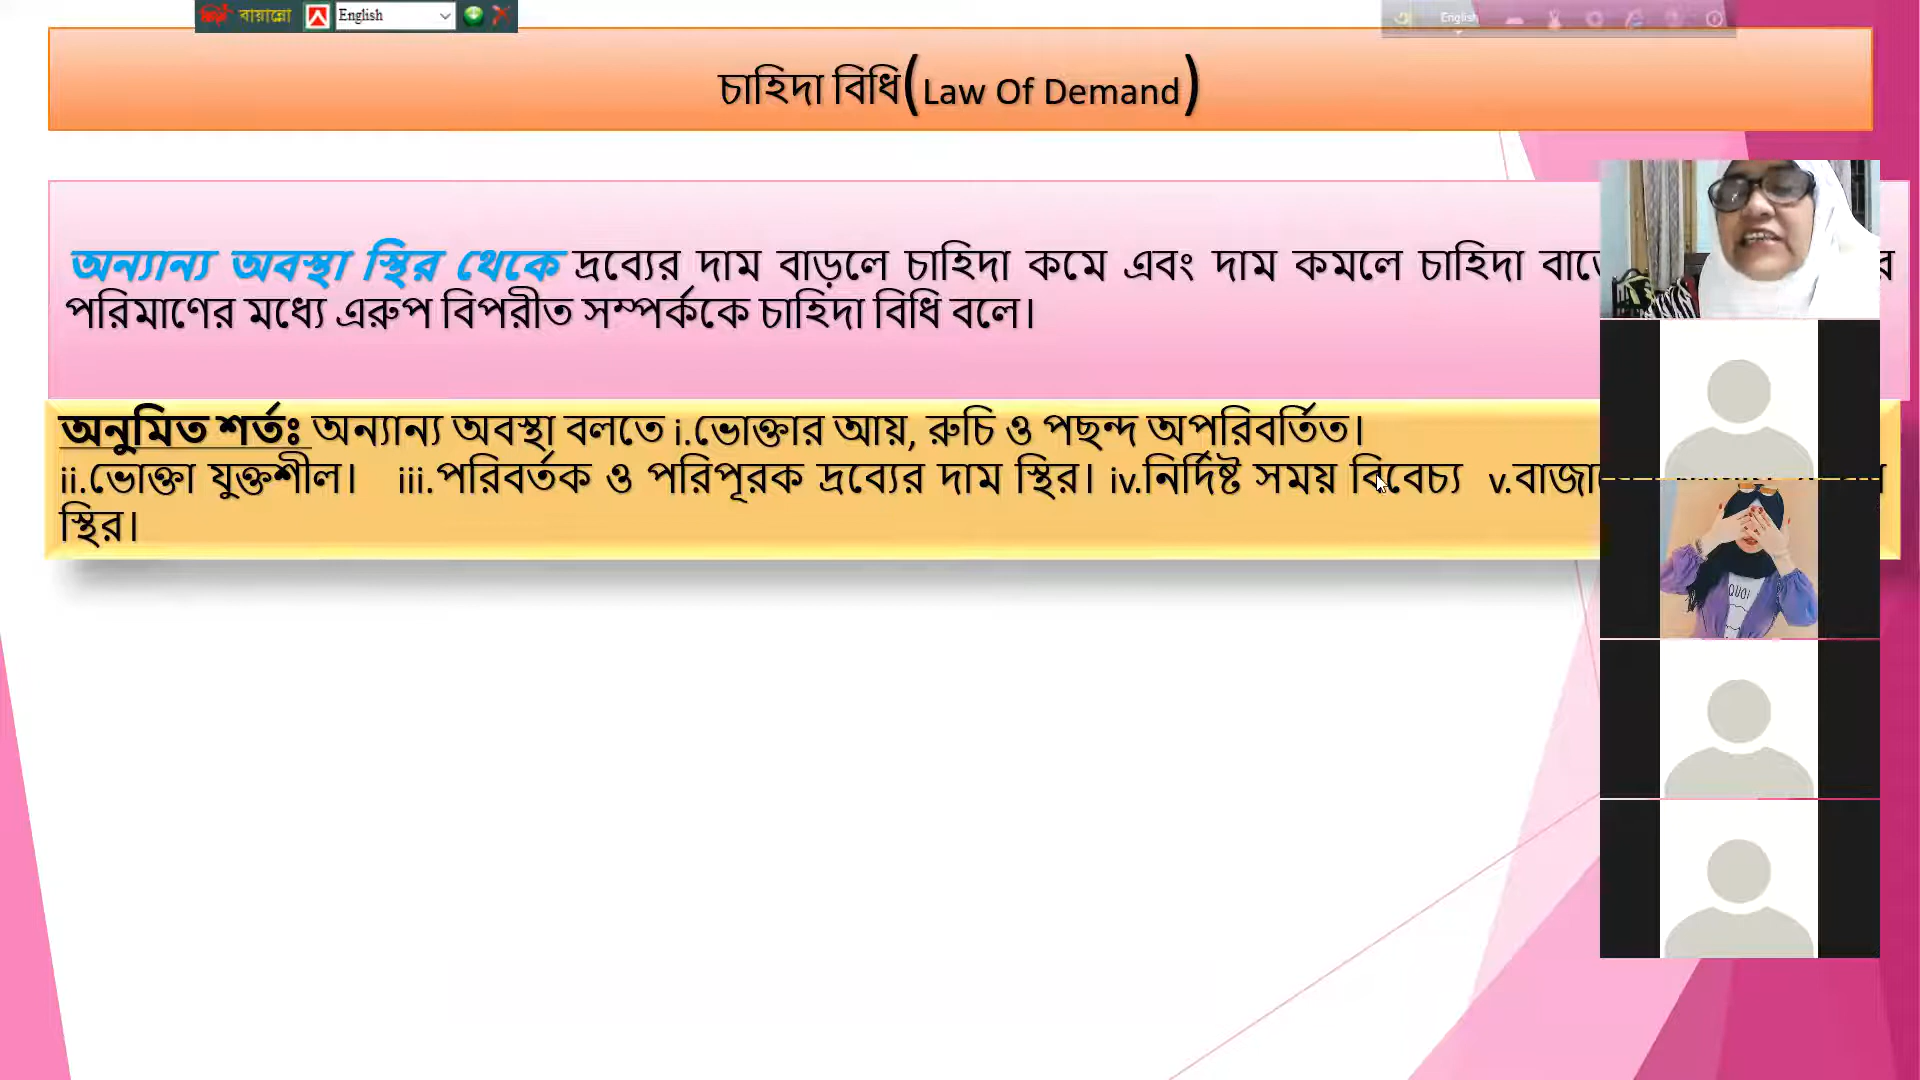 বায়ান্নো English English
চাহিদা বিধি(Law Of Demand)
অন্যান্য অবস্থা স্থির থেকে দ্রব্যের দাম বাড়লে চাহিদা কমে এবং দাম কমলে চাহিদা
পরিমাণের মধ্যে এরুপ বিপরীত সম্পর্ককে চাহিদা বিধি বলে।
অনুমিত শর্তঃ অন্যান্য অবস্থা বলতে i.ভোক্তার আয়, রুচি ও পছন্দ অপরিবর্তিত।
ii.ভোক্তা যুক্তশীল। iii.পরিবর্তক ও পরিপূরক দ্রব্যের দাম স্থির। iv.নির্দিষ্ট সময় বিবেচ্য v.
স্থির।
QUOI